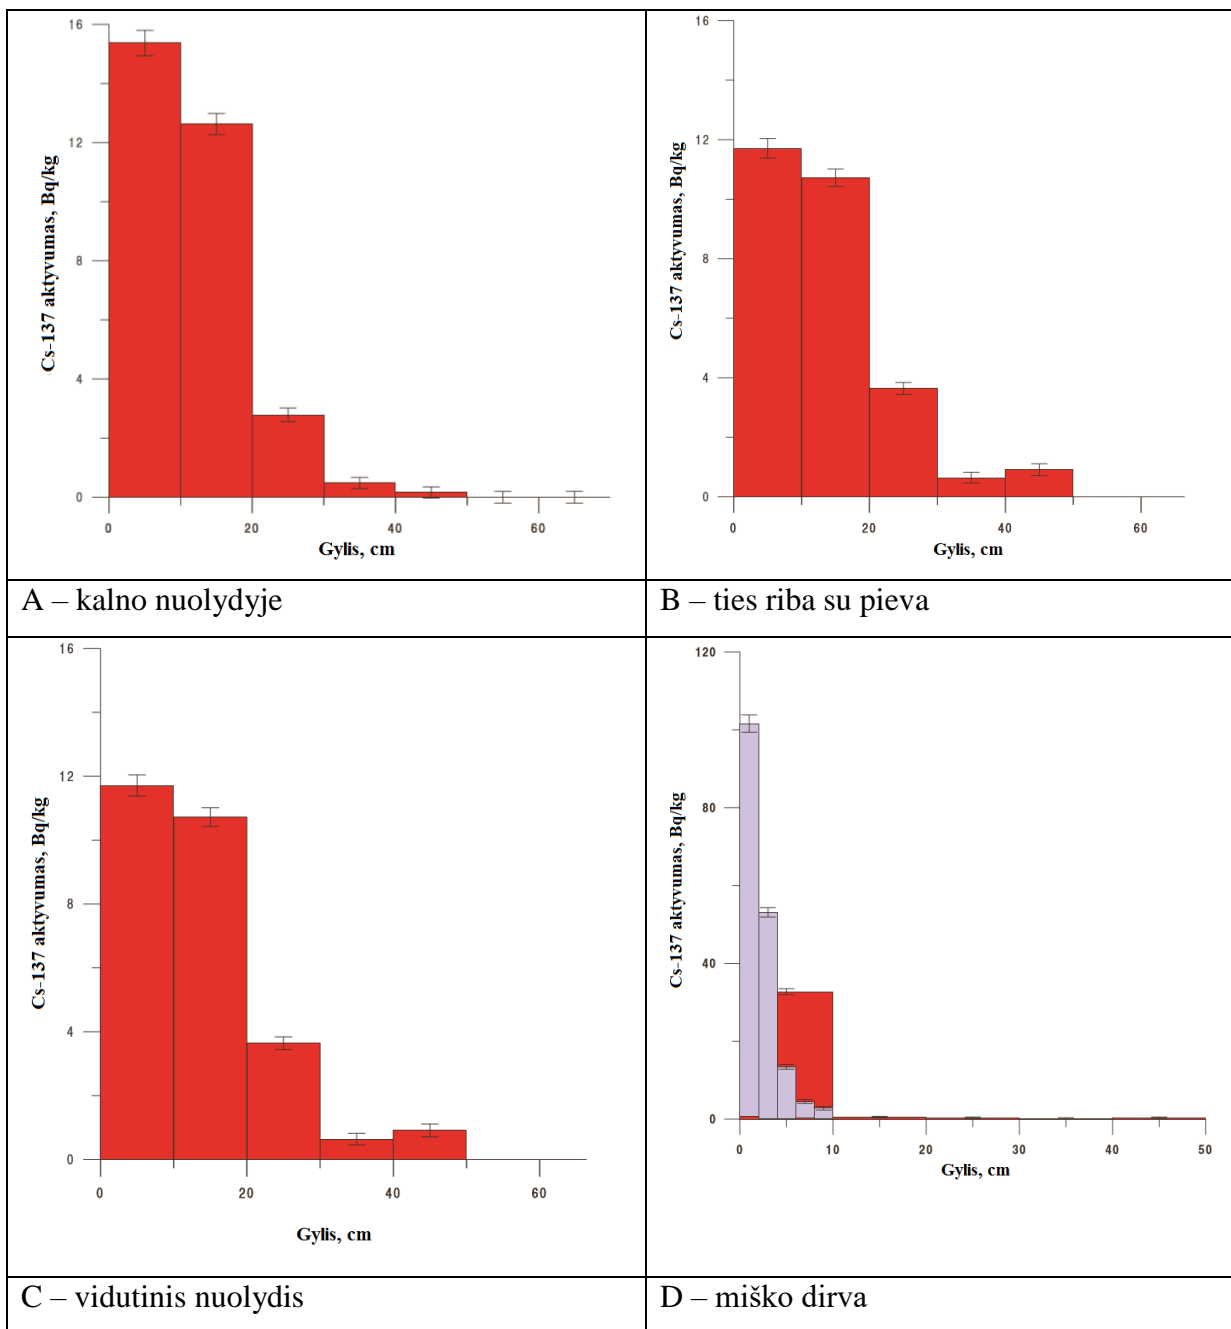 16
12
8
4
0
Cs-137 aktyvumas, Bq/kg
0 20 40 60
Gylis, cm
16
12
8
4
0
Cs-137 aktyvumas, Bq/kg
0 20 40 60
Gylis, cm
A – kalno nuolydyje
B – ties riba su pieva
16
12
8
4
0
Cs-137 aktyvumas, Bq/kg
0 20 40 60
Gylis, cm
120
80
40
0
Cs-137 aktyvumas, Bq/kg
0 10 20 30 40 50
Gylis, cm
C – vidutinis nuolydis
D – miško dirva